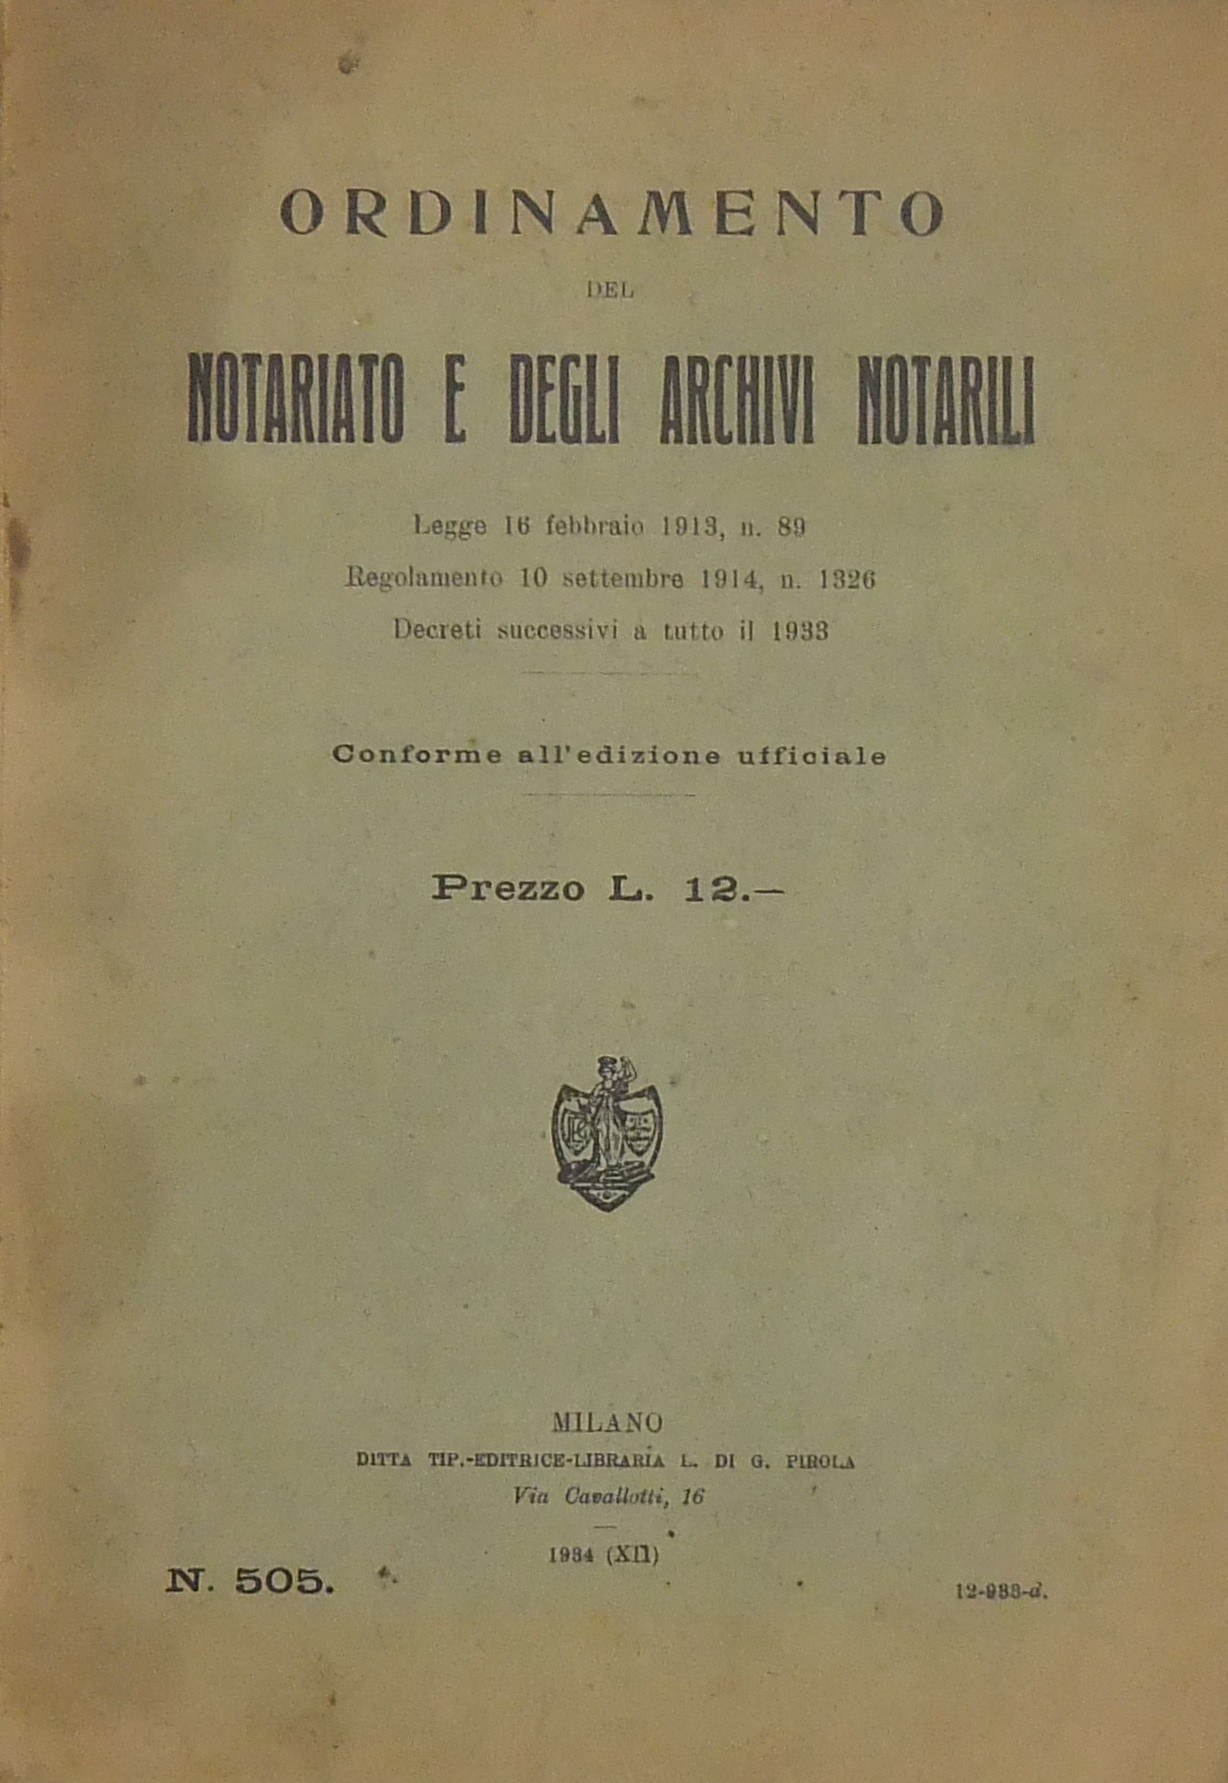 ORDINAMENTO
DEL
NOTARIATO E DEGLI ARCHIVI NOTARILI
Legge 16 febbraio 1913, n. 89
Regolamento 10 settembre 1914, n. 1326
Decreti successivi a tutto il 1933
Conforme all'edizione ufficiale
Prezzo L. 12.—
MILANO
DITTA TIP.-EDITRICE-LIBRARIA L. DI G. PIROLA
Via Cavallotti, 16
1934 (XII)
N. 505.
12-933-d.